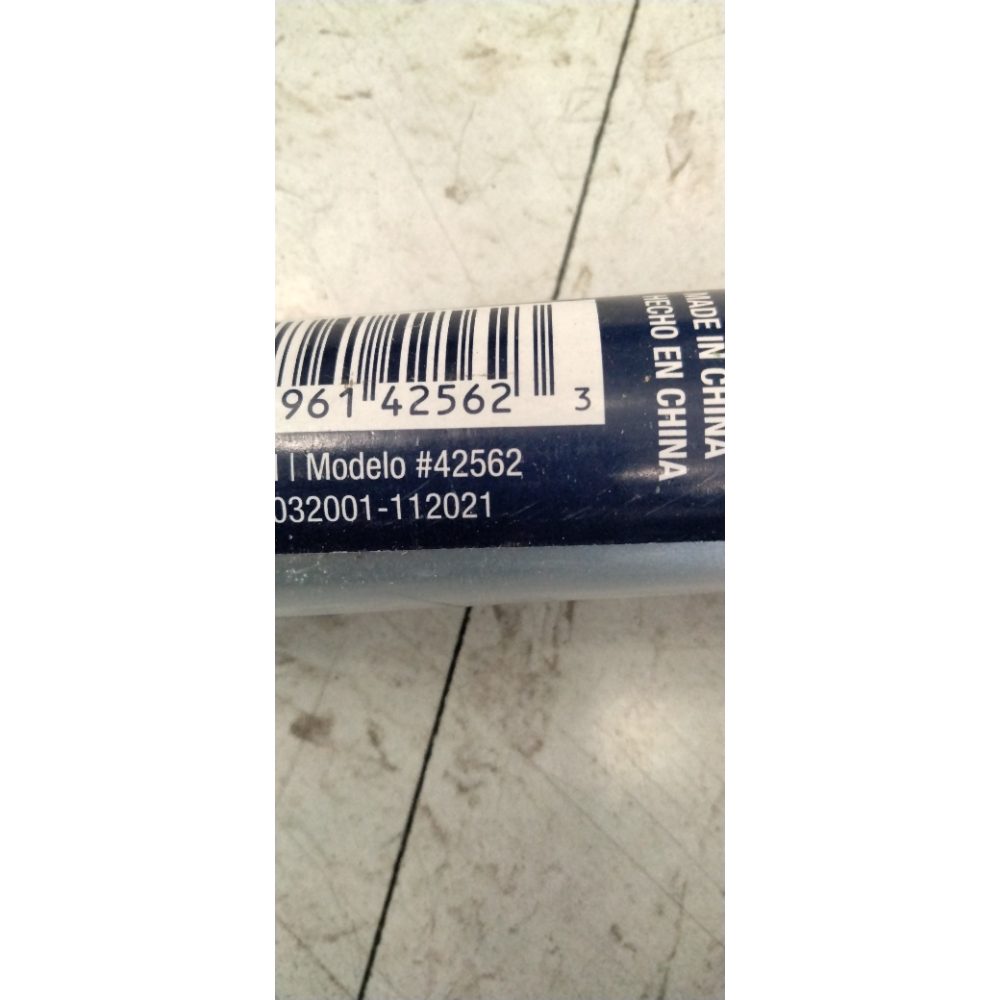 961 42562 3
| Modelo #42562
032001-112021
MADE IN CHINA
HECHO EN CHINA